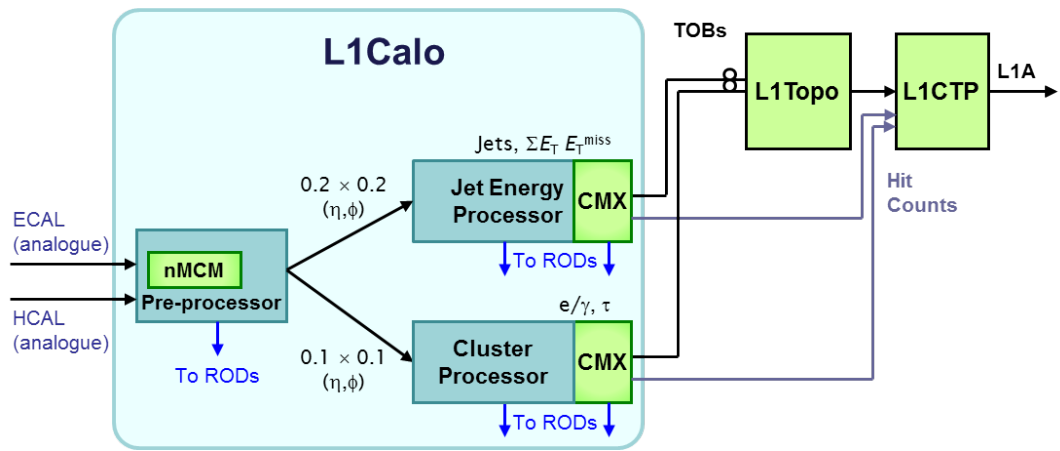 L1Calo
TOBs
L1Topo
L1CTP
L1A
Jets, ΣE_T E_T^miss
Jet Energy
Processor
CMX
Hit
Counts
0.2 × 0.2
(η,ϕ)
To RODs
ECAL
(analogue)
nMCM
Pre-processor
HCAL
(analogue)
To RODs
e/γ, τ
Cluster
Processor
CMX
0.1 × 0.1
(η,ϕ)
To RODs